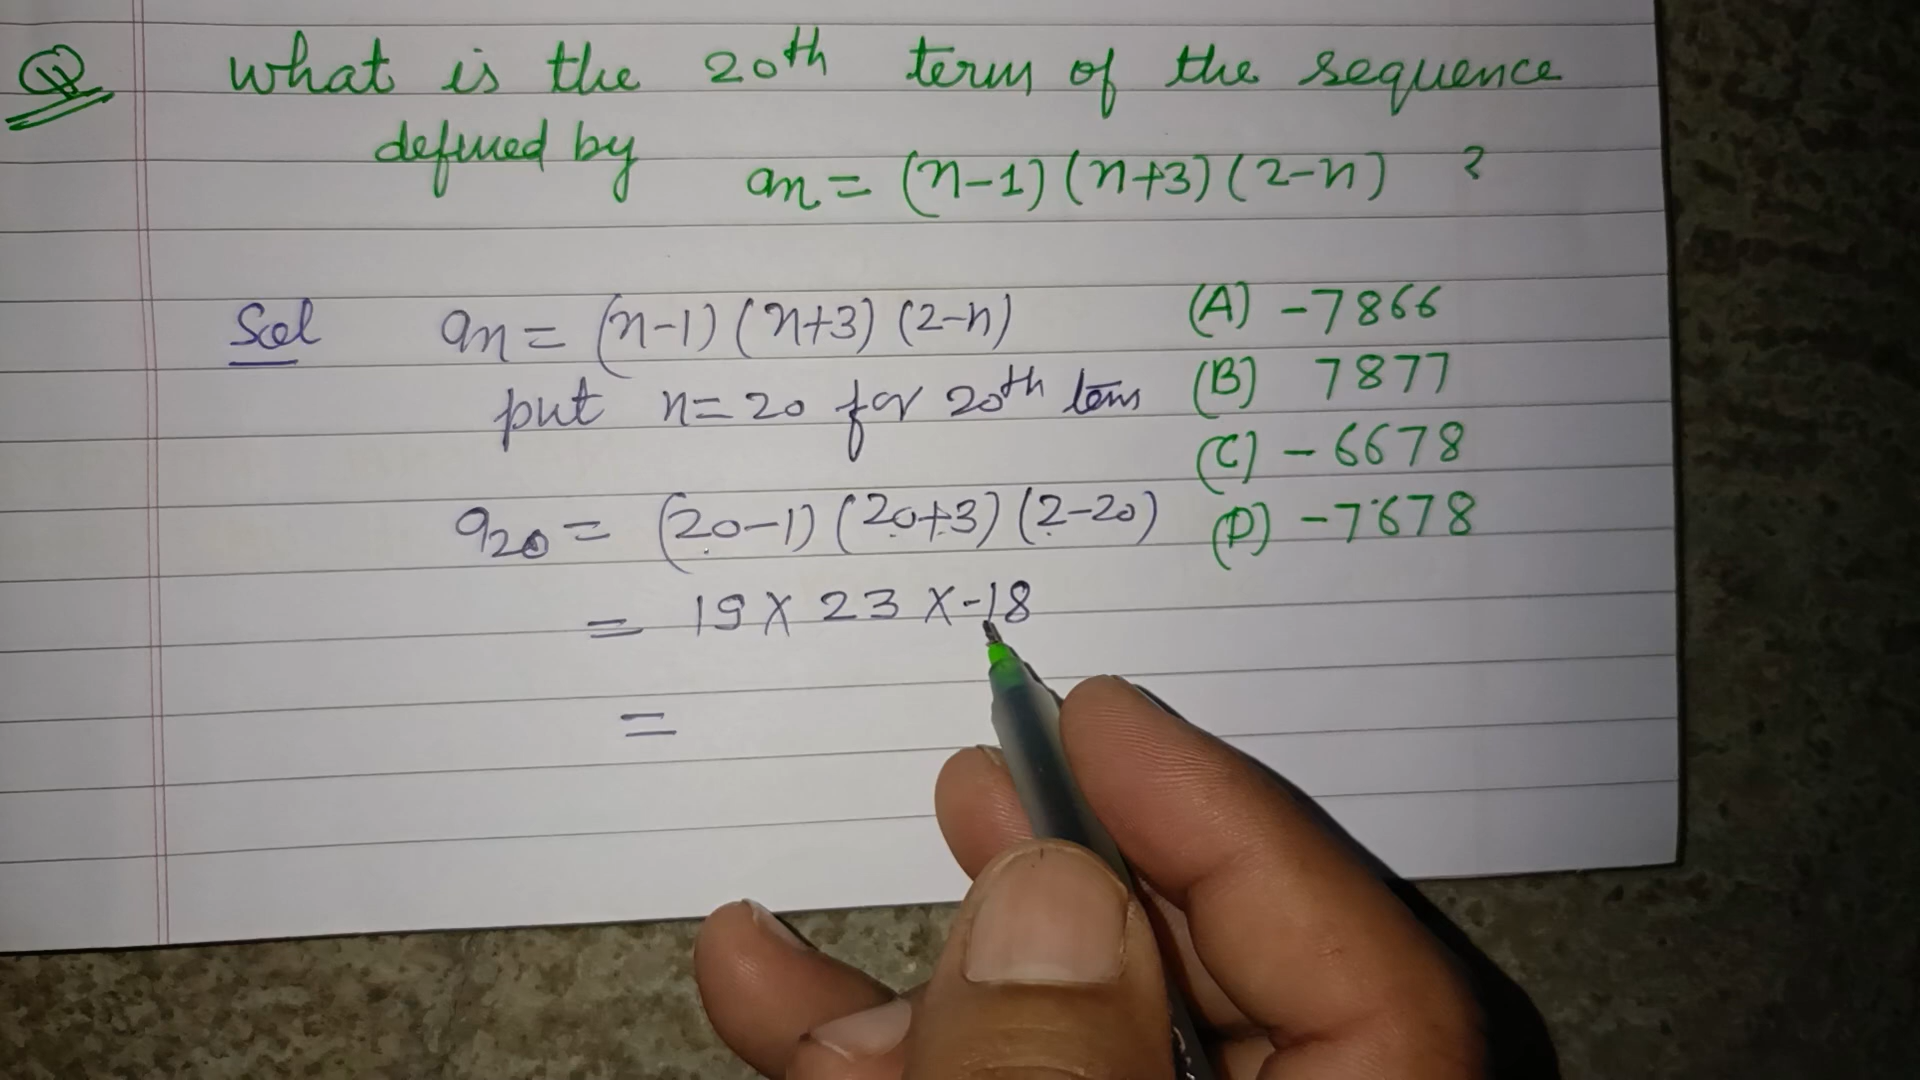 Q what is the 20th term of the sequence
defined by an = (n-1) (n+3) (2-n) ?
Sol an = (n-1) (n+3) (2-n)
(A) -7866
put n=20 for 20th term
(B) 7877
(C) -6678
a20 = (20-1) (20+3) (2-20)
(D) -7678
= 19 X 23 X -18
=